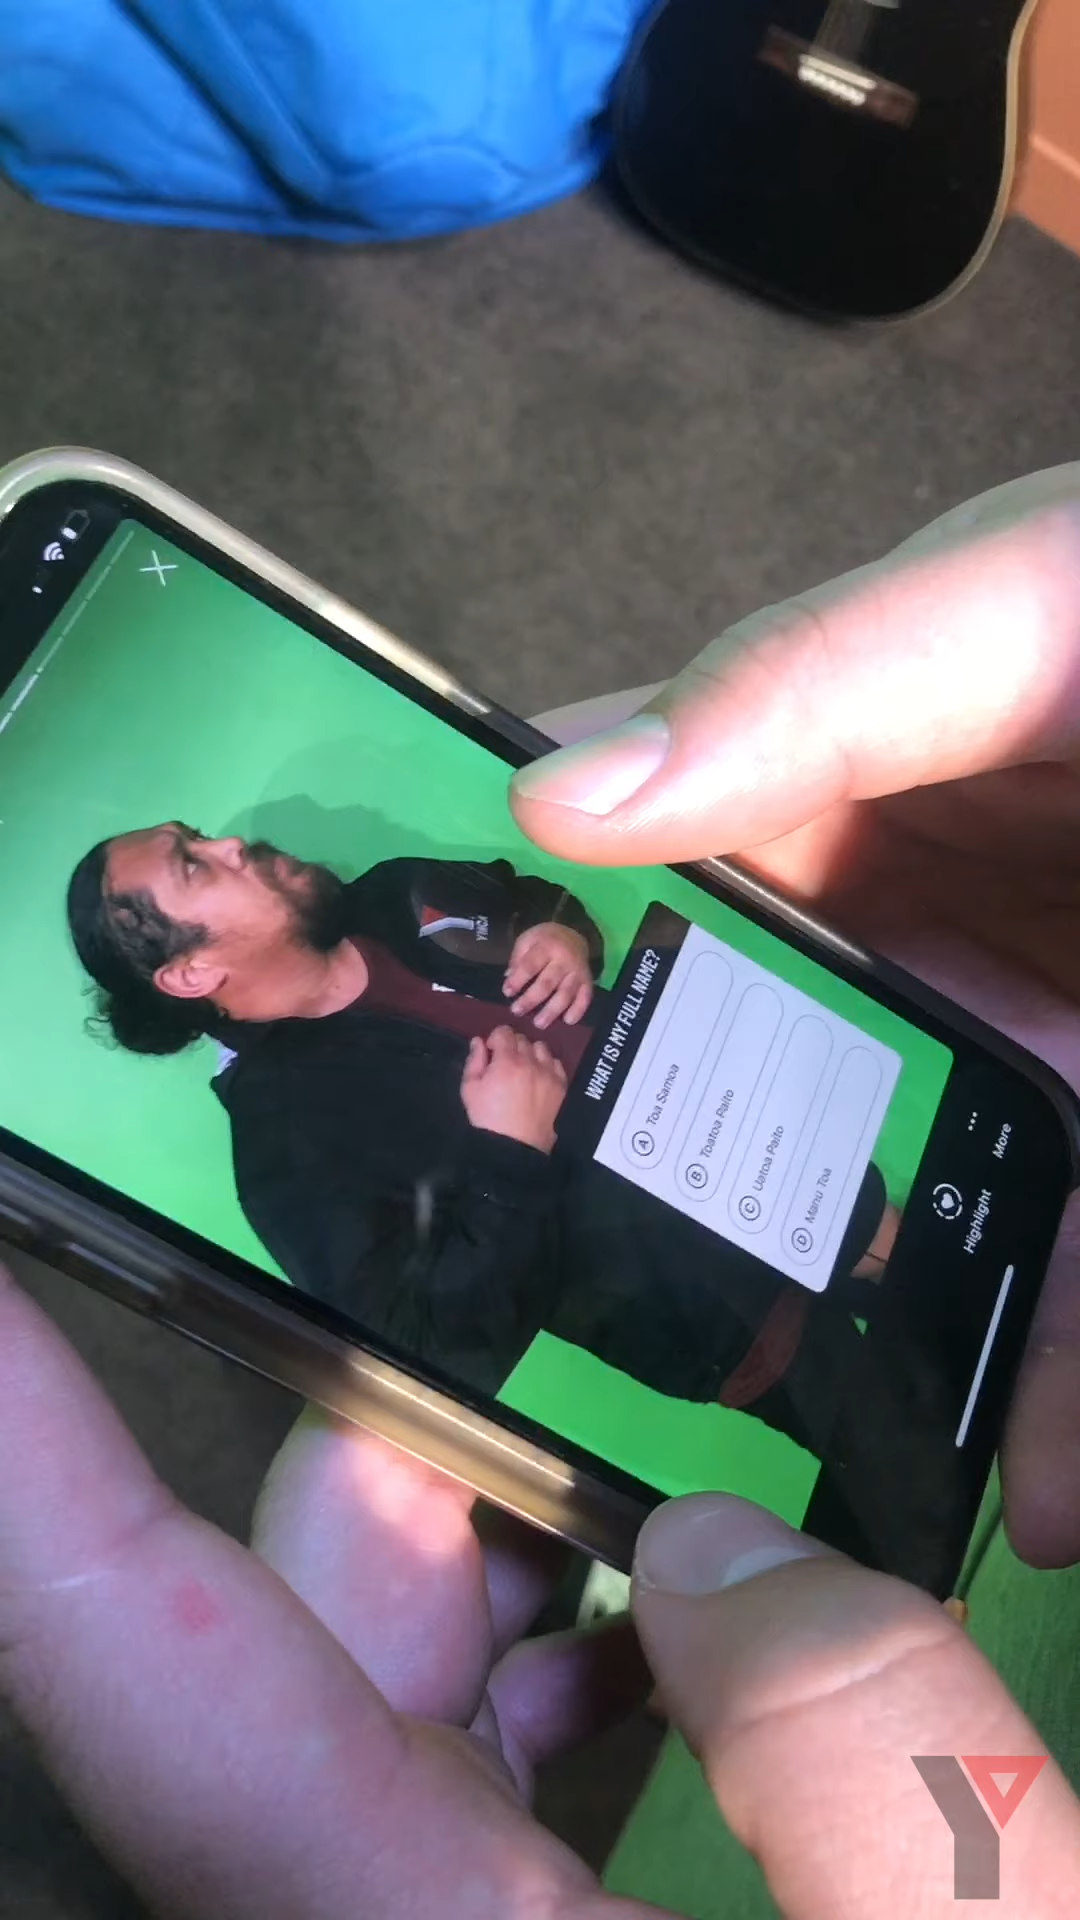 YMCA
WHAT IS MY FULL NAME?
A Toa Samoa
B Toatoa Paito
C Uatoa Paito
D Manu Toa
Highlight
More